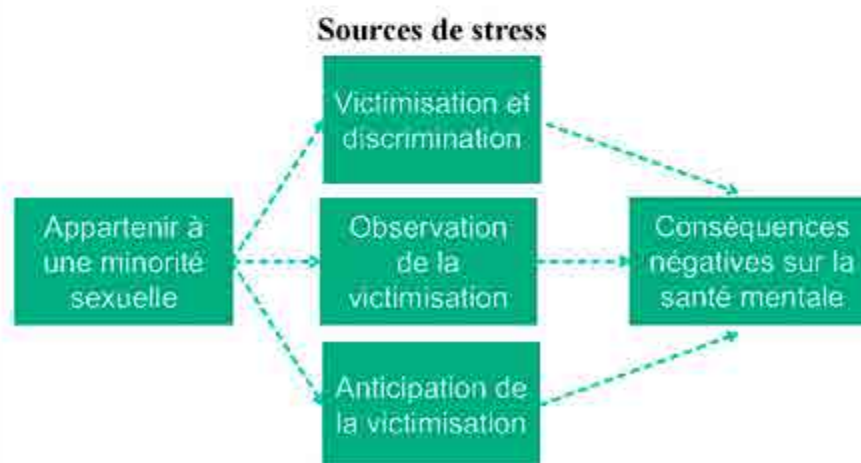 Sources de stress
Victimisation et
discrimination
Appartenir à
une minorité
sexuelle
Observation
de la
victimisation
Conséquences
négatives sur la
santé mentale
Anticipation de
la victimisation